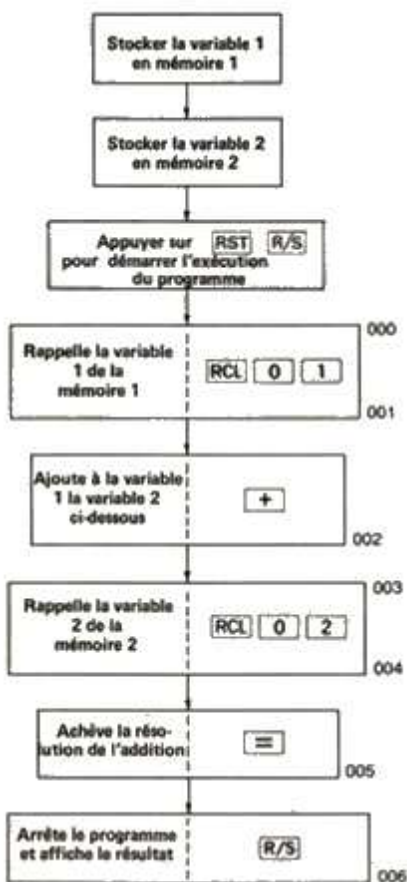 Stocker la variable 1
en mémoire 1
Stocker la variable 2
en mémoire 2
Appuyer sur RST R/S
pour démarrer l'exécution
du programme
000
Rappelle la variable
1 de la
mémoire 1
RCL 0 1
001
Ajoute à la variable
1 la variable 2
ci-dessous
+
002
003
Rappelle la variable
2 de la
mémoire 2
RCL 0 2
004
Achève la réso-
lution de l'addition
=
005
Arrête le programme
et affiche le résultat
R/S
006